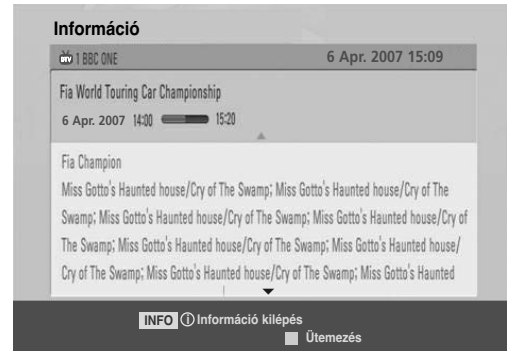 Információ
DTV 1 BBC ONE 6 Apr. 2007 15:09
Fia World Touring Car Championship
6 Apr. 2007 14:00 15:20
Fia Champion
Miss Gotto's Haunted house/Cry of The Swamp; Miss Gotto's Haunted house/Cry of The
Swamp; Miss Gotto's Haunted house/Cry of The Swamp; Miss Gotto's Haunted house/Cry of
The Swamp; Miss Gotto's Haunted house/Cry of The Swamp; Miss Gotto's Haunted house/
Cry of The Swamp; Miss Gotto's Haunted house/Cry of The Swamp; Miss Gotto's Haunted
INFO ⓘ Információ kilépés
Ütemezés